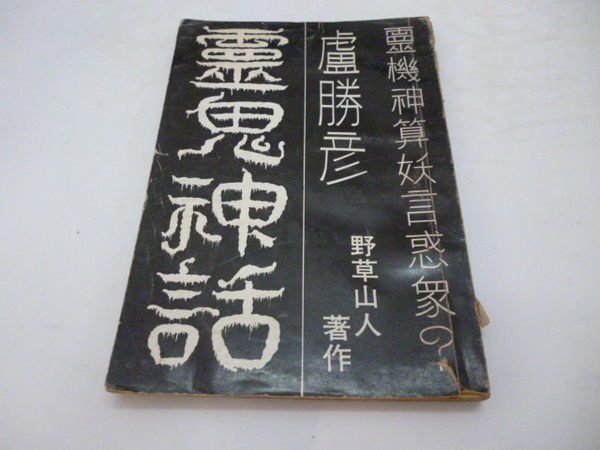 靈機神算妖言惑衆?
盧勝彦
野草山人
著作
靈鬼神話